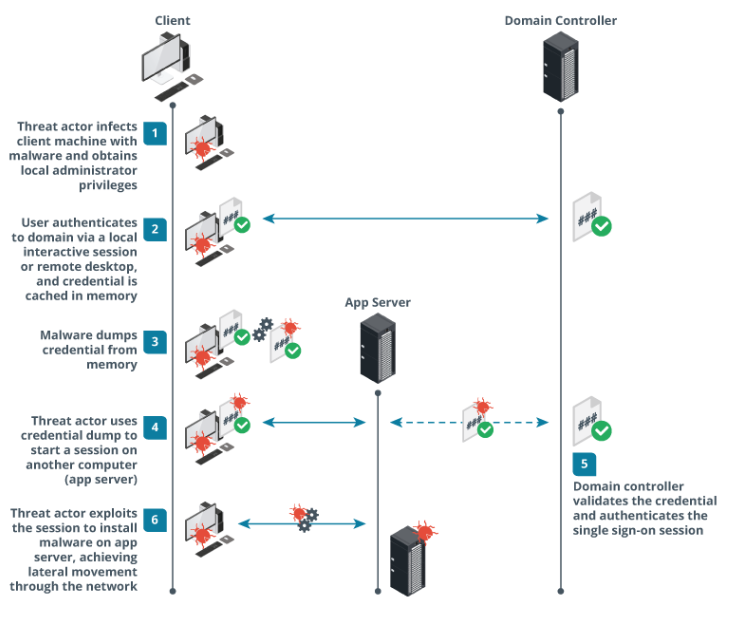 Client
Domain Controller
1
Threat actor infects
client machine with
malware and obtains
local administrator
privileges
2
User authenticates
to domain via a local
interactive session
or remote desktop,
and credential is
cached in memory
###
###
App Server
3
Malware dumps
credential from
memory
###
###
4
Threat actor uses
credential dump to
start a session on
another computer
(app server)
###
###
###
5
Domain controller
validates the credential
and authenticates the
single sign-on session
6
Threat actor exploits
the session to install
malware on app
server, achieving
lateral movement
through the network